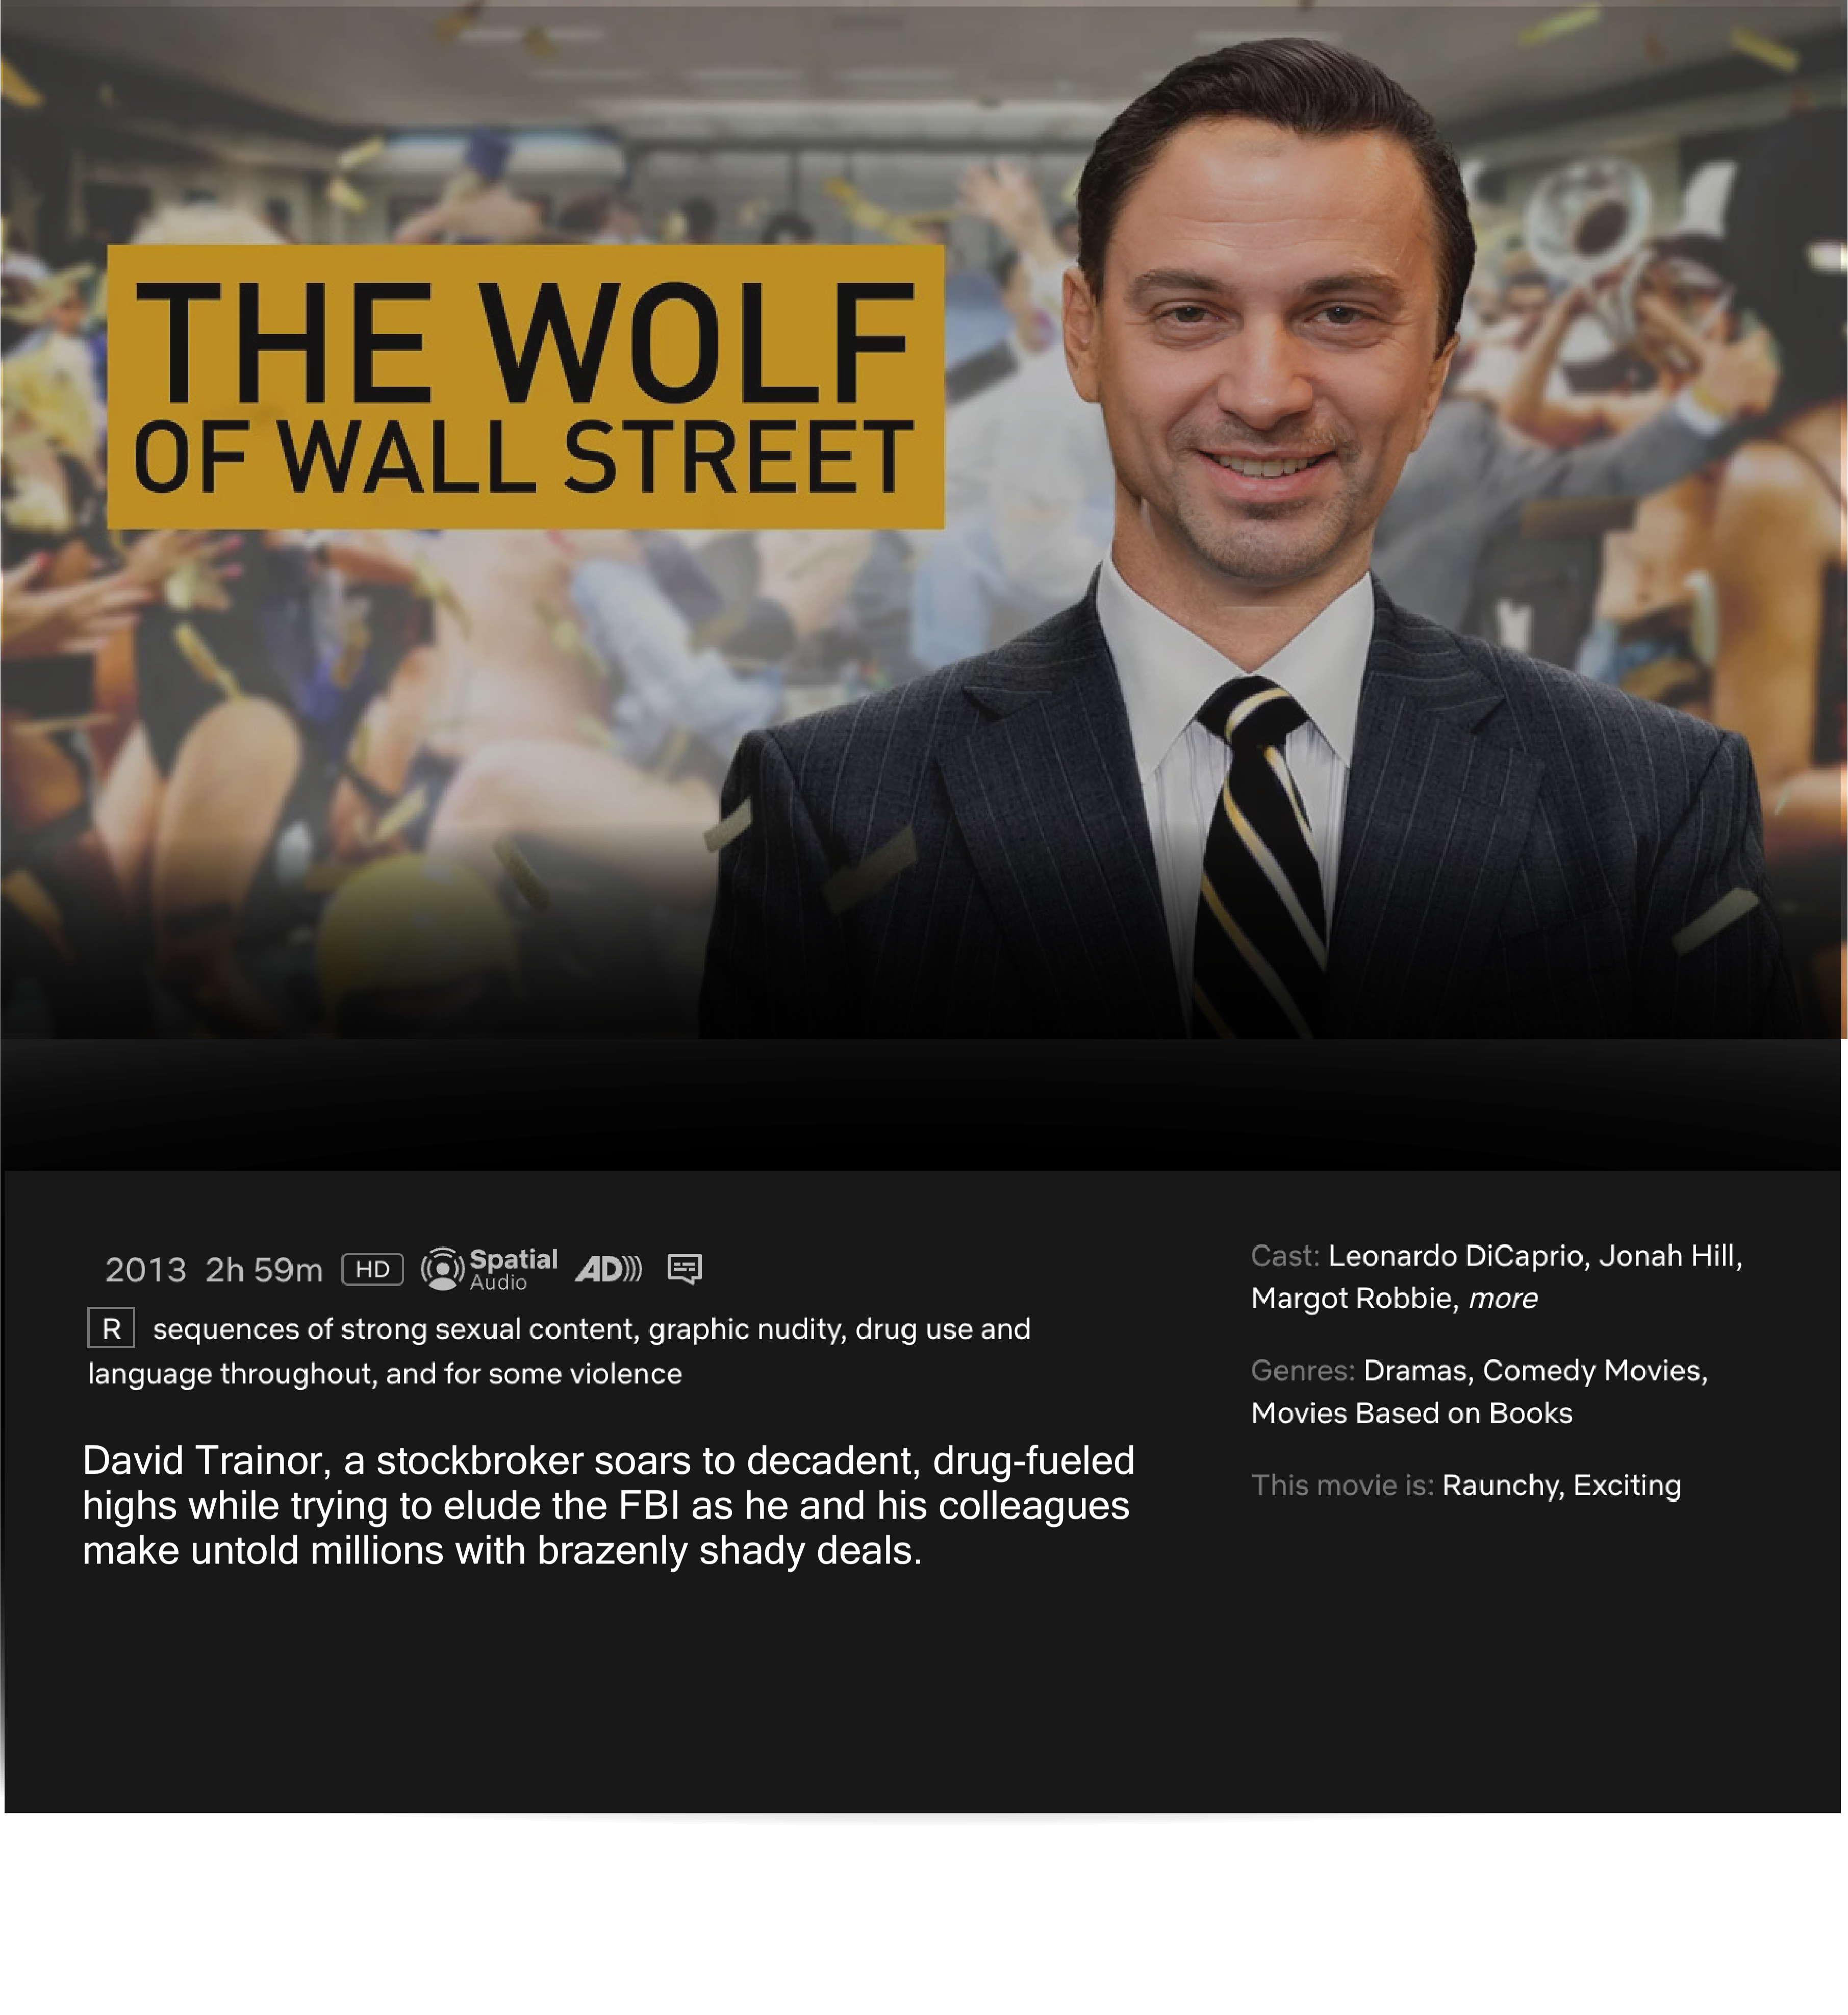 THE WOLF
OF WALL STREET
2013 2h 59m HD Spatial Audio AD
R sequences of strong sexual content, graphic nudity, drug use and
language throughout, and for some violence
David Trainor, a stockbroker soars to decadent, drug-fueled
highs while trying to elude the FBI as he and his colleagues
make untold millions with brazenly shady deals.
Cast: Leonardo DiCaprio, Jonah Hill,
Margot Robbie, more
Genres: Dramas, Comedy Movies,
Movies Based on Books
This movie is: Raunchy, Exciting